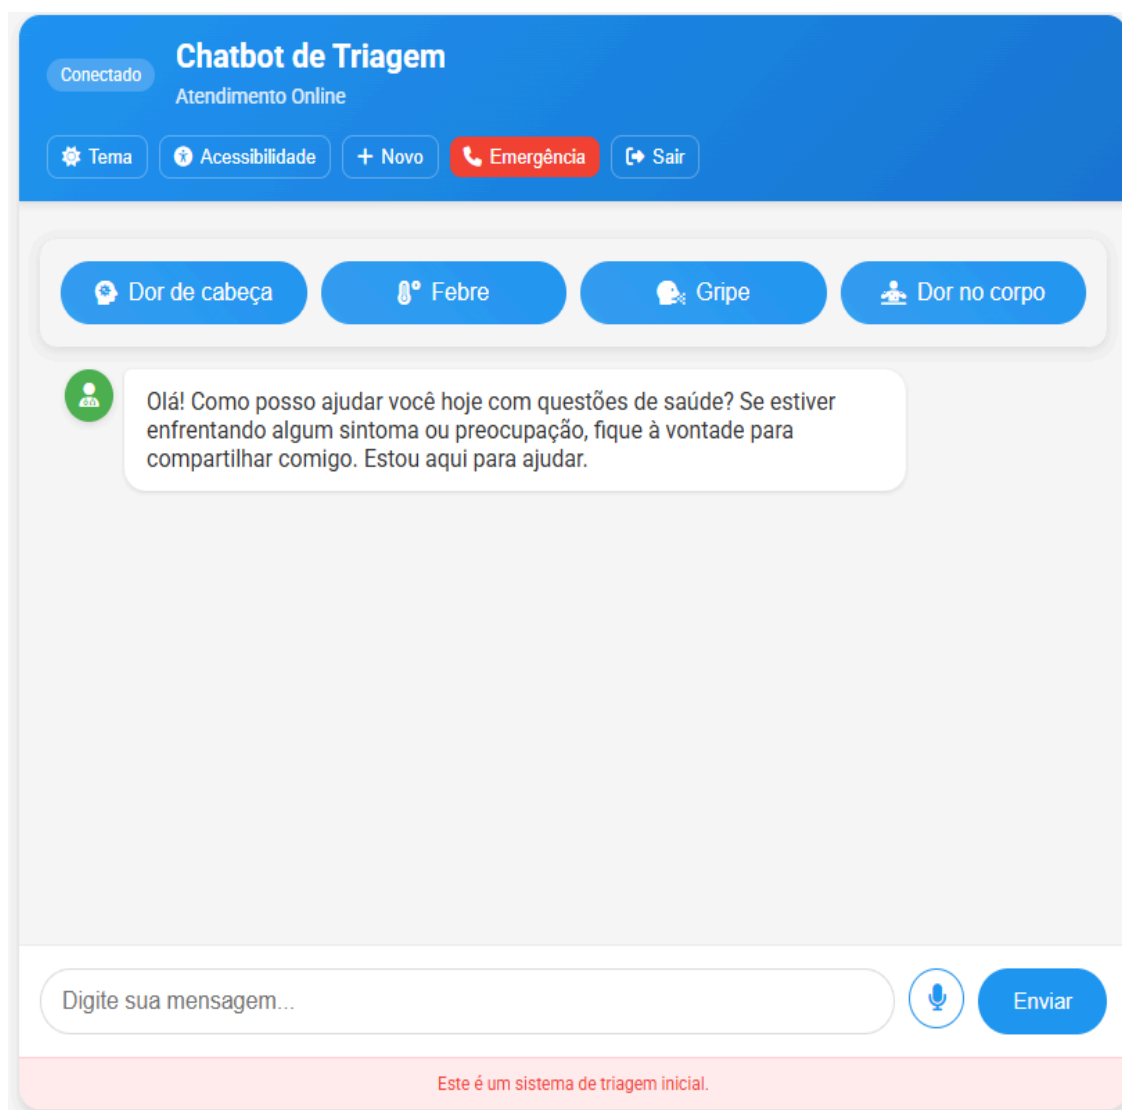 Conectado
Chatbot de Triagem
Atendimento Online
Tema
Acessibilidade
+ Novo
Emergência
Sair
Dor de cabeça
Febre
Gripe
Dor no corpo
Olá! Como posso ajudar você hoje com questões de saúde? Se estiver
enfrentando algum sintoma ou preocupação, fique à vontade para
compartilhar comigo. Estou aqui para ajudar.
Digite sua mensagem...
Enviar
Este é um sistema de triagem inicial.